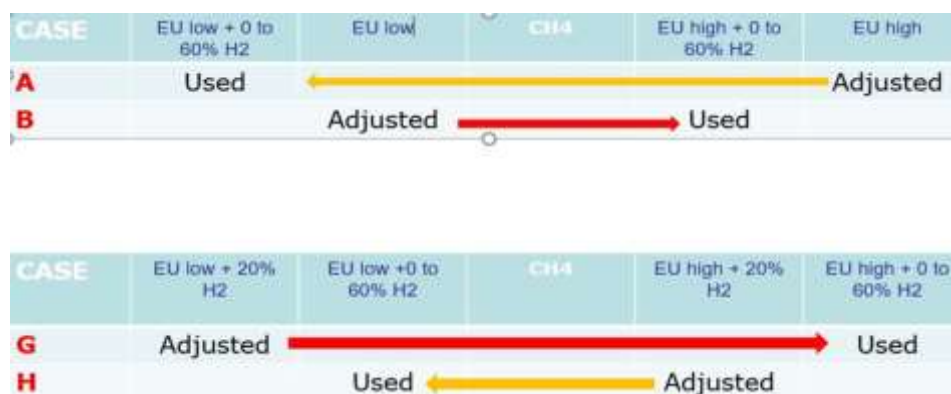 CASE EU low + 0 to 60% H2 EU low CH4 EU high + 0 to 60% H2 EU high
A Used Adjusted
B Adjusted Used
CASE EU low + 20% H2 EU low +0 to 60% H2 CH4 EU high + 20% H2 EU high + 0 to 60% H2
G Adjusted Used
H Used Adjusted